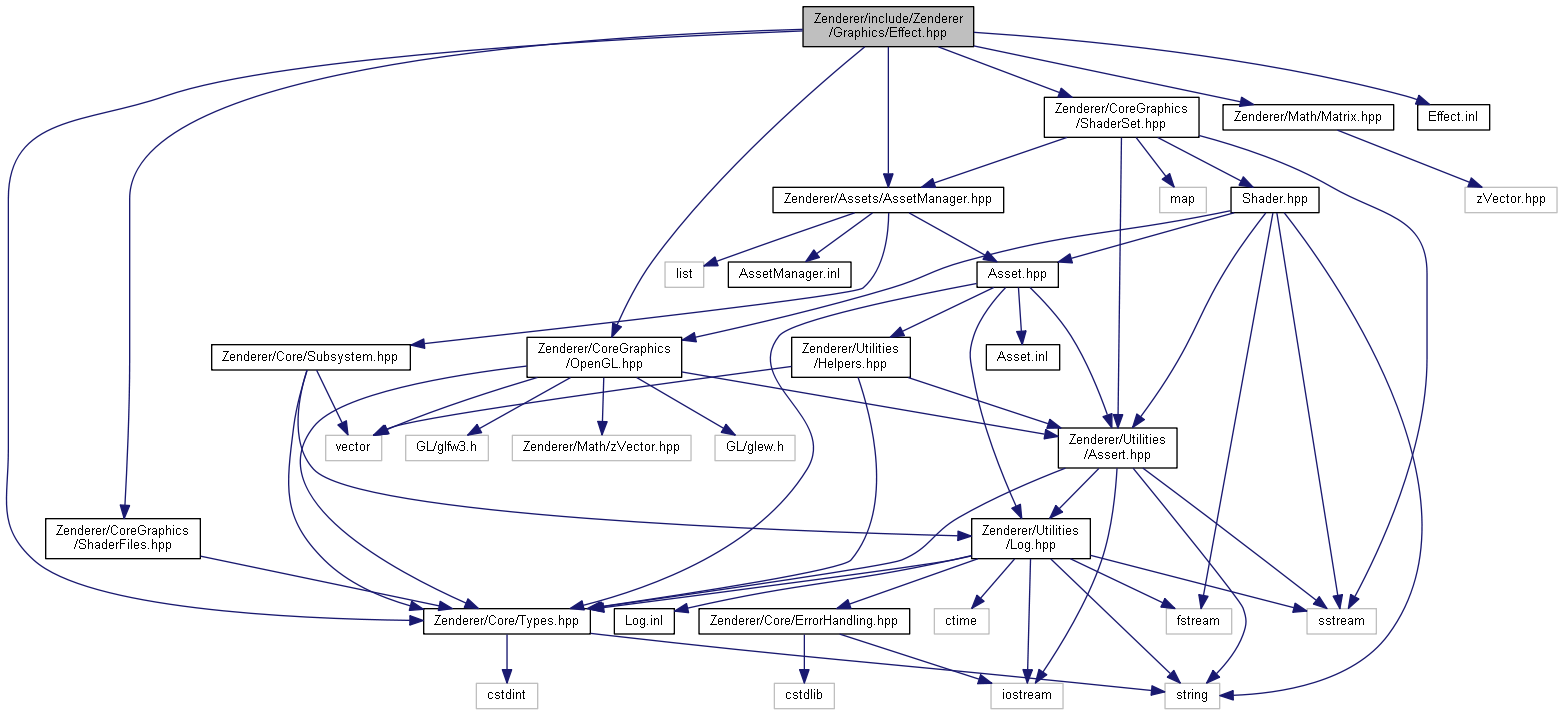 Zenderer/include/Zenderer
/Graphics/Effect.hpp
Zenderer/CoreGraphics
/ShaderSet.hpp
Zenderer/Math/Matrix.hpp
Effect.inl
Zenderer/Assets/AssetManager.hpp
map
Shader.hpp
zVector.hpp
list
AssetManager.inl
Asset.hpp
Zenderer/Core/Subsystem.hpp
Zenderer/CoreGraphics
/OpenGL.hpp
Zenderer/Utilities
/Helpers.hpp
Asset.inl
vector
GL/glfw3.h
Zenderer/Math/zVector.hpp
GL/glew.h
Zenderer/Utilities
/Assert.hpp
Zenderer/CoreGraphics
/ShaderFiles.hpp
Zenderer/Utilities
/Log.hpp
Zenderer/Core/Types.hpp
Log.inl
Zenderer/Core/ErrorHandling.hpp
ctime
fstream
sstream
cstdint
cstdlib
iostream
string